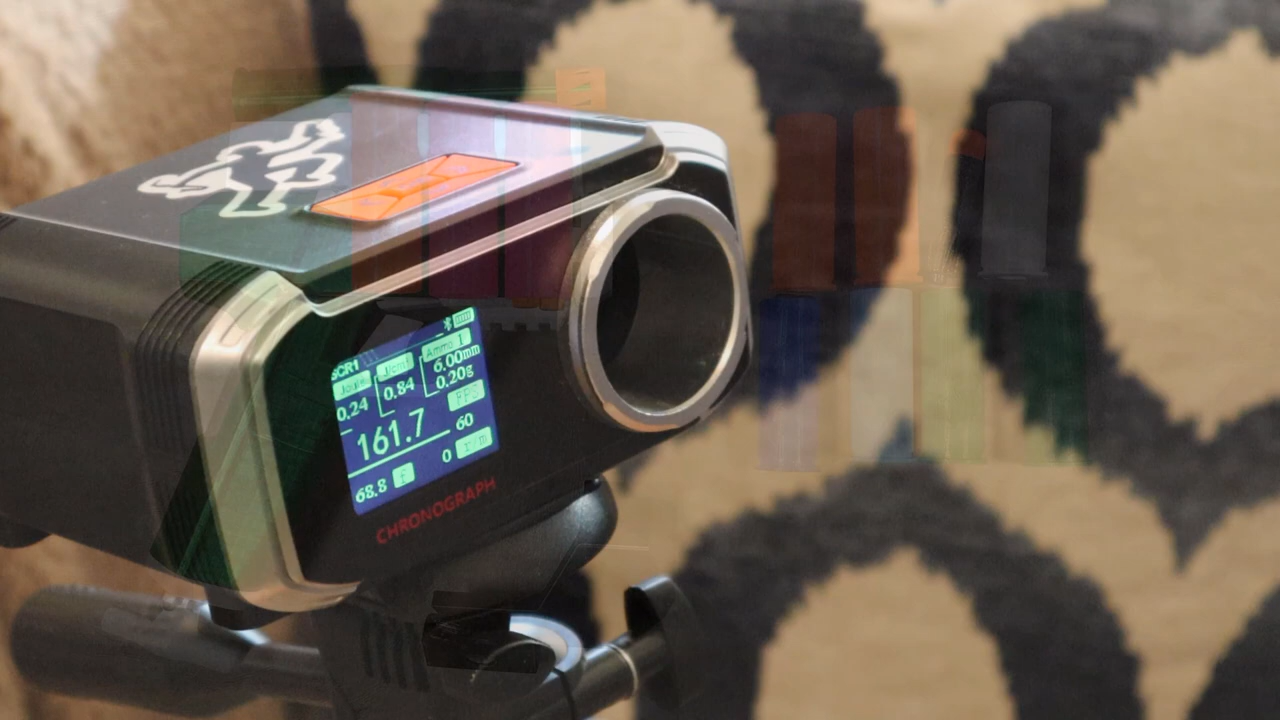 SCR1
Joule J/cm² Ammo 1
0.24 0.84 6.00mm
0.20g
161.7 FPS
60
68.8 F 0 r/m
CHRONOGRAPH